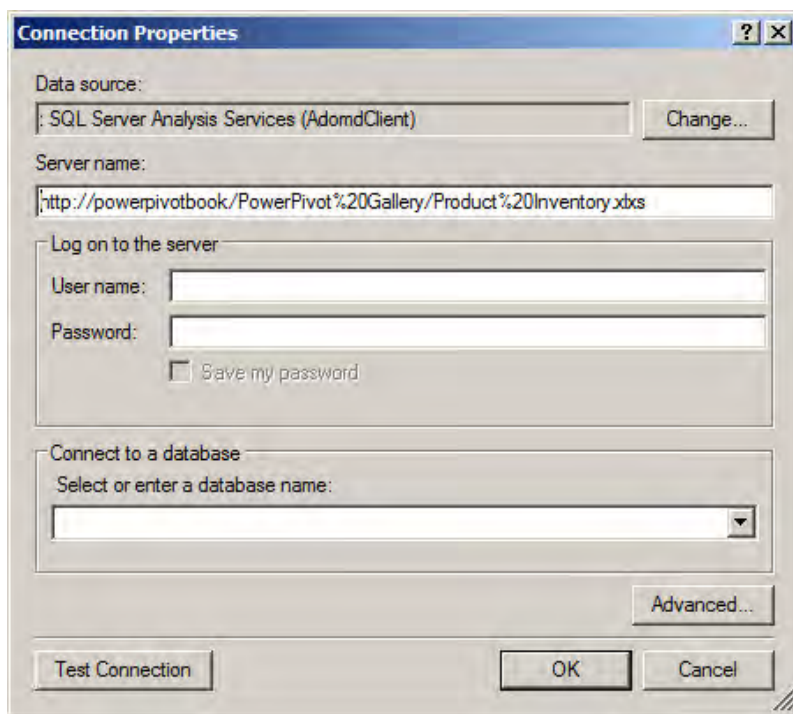 Connection Properties
Data source:
: SQL Server Analysis Services (AdomdClient)
Change...
Server name:
http://powerpivotbook/PowerPivot%20Gallery/Product%20Inventory.xlxs
Log on to the server
User name:
Password:
Save my password
Connect to a database
Select or enter a database name:
Advanced...
Test Connection
OK
Cancel